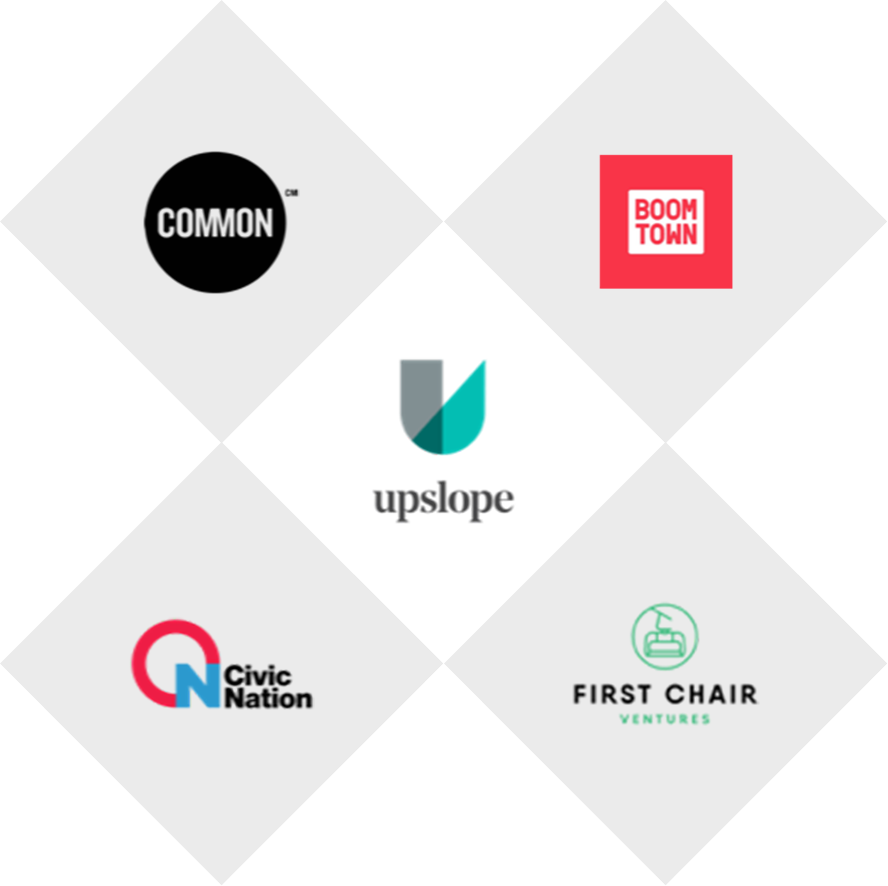 COMMON
CM
BOOM
TOWN
upslope
Civic
Nation
FIRST CHAIR
VENTURES